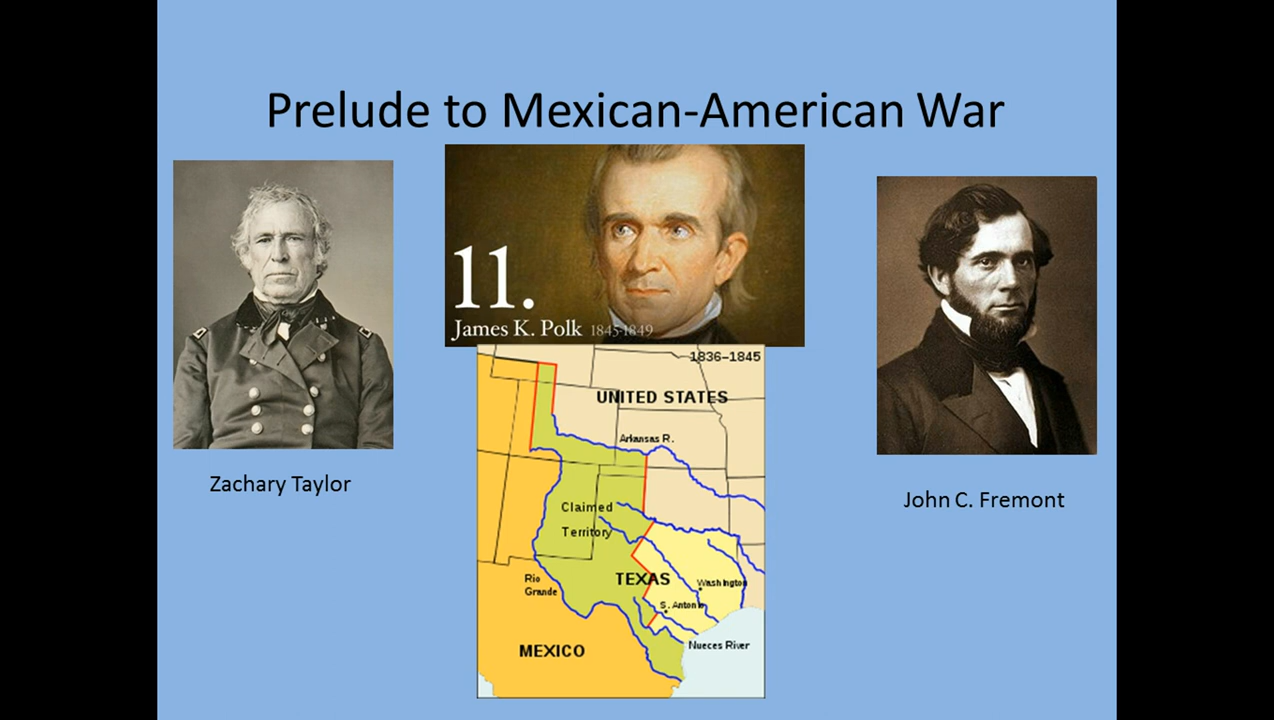 Prelude to Mexican-American War
11.
James K. Polk 1845-1849
Zachary Taylor
John C. Fremont
1836–1845
UNITED STATES
Arkansas R.
Claimed
Territory
Rio
Grande
TEXAS
Washington
S. Antonio
Nueces River
MEXICO